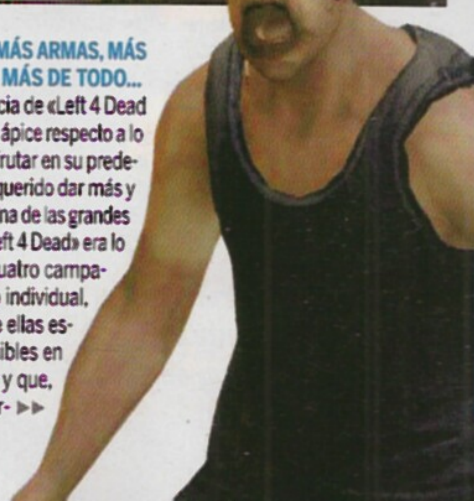 MÁS ARMAS, MÁS
MÁS DE TODO...
cia de «Left 4 Dead
ápice respecto a lo
rutar en su prede-
querido dar más y
na de las grandes
eft 4 Dead» era lo
uatro campa-
individual,
e ellas es-
ibles en
y que,
r- ▶▶